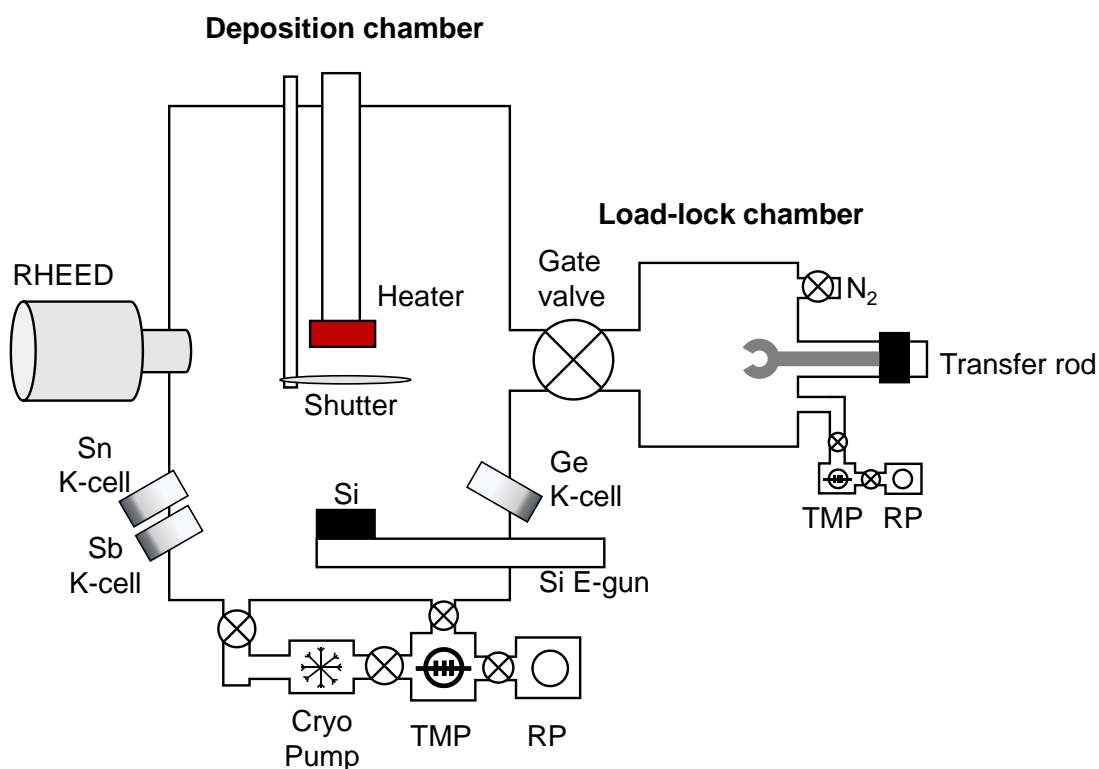 Deposition chamber
Load-lock chamber
RHEED
Heater
Gate
valve
N₂
Transfer rod
Shutter
Sn
K-cell
Ge
K-cell
Si
Sb
K-cell
TMP
RP
Si E-gun
Cryo
Pump
TMP
RP